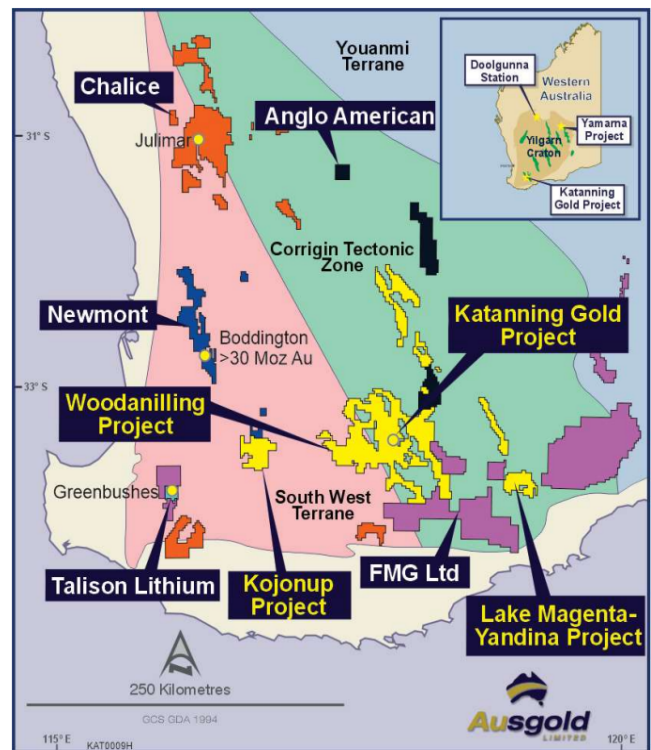 Youanmi
Terrane
Chalice
Anglo American
Julimar
31° S
Doolgunna
Station
Western
Australia
Yamarna
Project
Yilgarn
Craton
Katanning
Gold Project
Corrigin Tectonic
Zone
Newmont
Katanning Gold
Project
Boddington
>30 Moz Au
33° S
Woodanilling
Project
Greenbushes
South West
Terrane
Talison Lithium
Kojonup
Project
FMG Ltd
Lake Magenta-
Yandina Project
250 Kilometres
GCS GDA 1994
Ausgold
LIMITED
115° E
KAT0009H
120° E